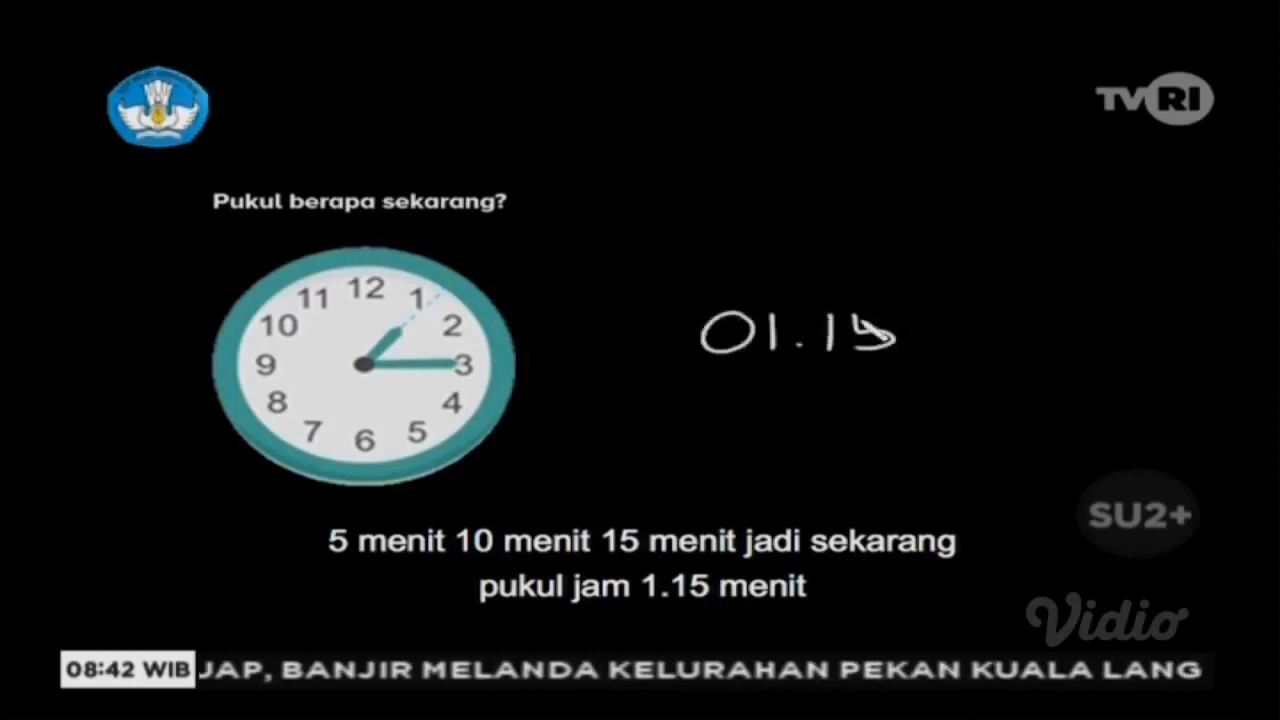 TVRI
Pukul berapa sekarang?
12
11 1
10 2
9 3
8 4
7 5
6
01.15
SU2+
5 menit 10 menit 15 menit jadi sekarang
pukul jam 1.15 menit
Vidio
08:42 WIB JAP, BANJIR MELANDA KELURAHAN PEKAN KUALA LANG